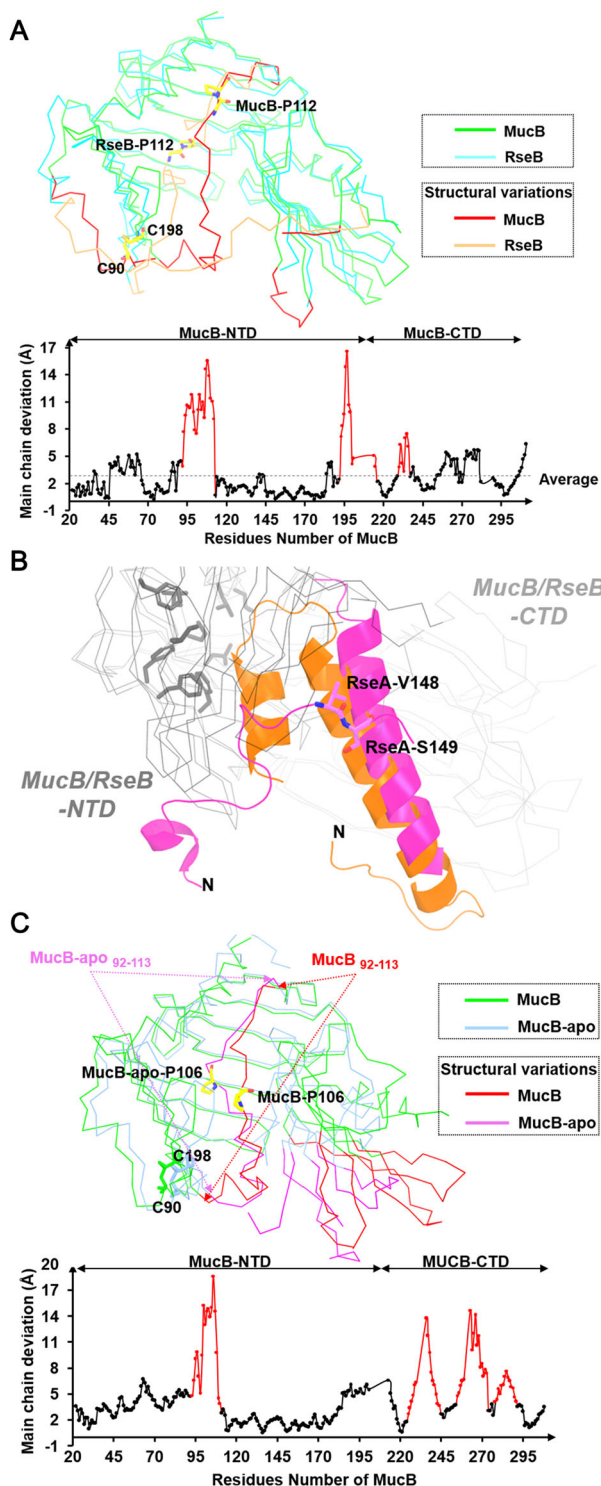 A
MucB-P112
RseB-P112
C198
C90
MucB
RseB
Structural variations
MucB
RseB
MucB-NTD
MucB-CTD
Main chain deviation (Å)
17
14
11
8
5
2
-1
Average
20 45 70 95 120 145 170 195 220 245 270 295
Residues Number of MucB
B
MucB/RseB
-CTD
RseA-V148
RseA-S149
MucB/RseB
-NTD
N
N
C
MucB-apo 92-113
MucB 92-113
MucB
MucB-apo
MucB-apo-P106
MucB-P106
Structural variations
MucB
MucB-apo
C198
C90
MucB-NTD
MUCB-CTD
Main chain deviation (Å)
20
17
14
11
8
5
2
-1
20 45 70 95 120 145 170 195 220 245 270 295
Residues Number of MucB